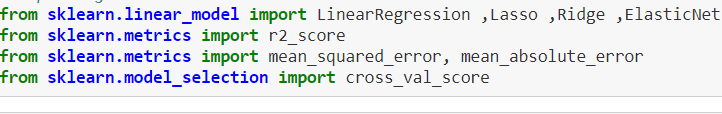 from sklearn.linear_model import LinearRegression ,Lasso ,Ridge ,ElasticNet
from sklearn.metrics import r2_score
from sklearn.metrics import mean_squared_error, mean_absolute_error
from sklearn.model_selection import cross_val_score